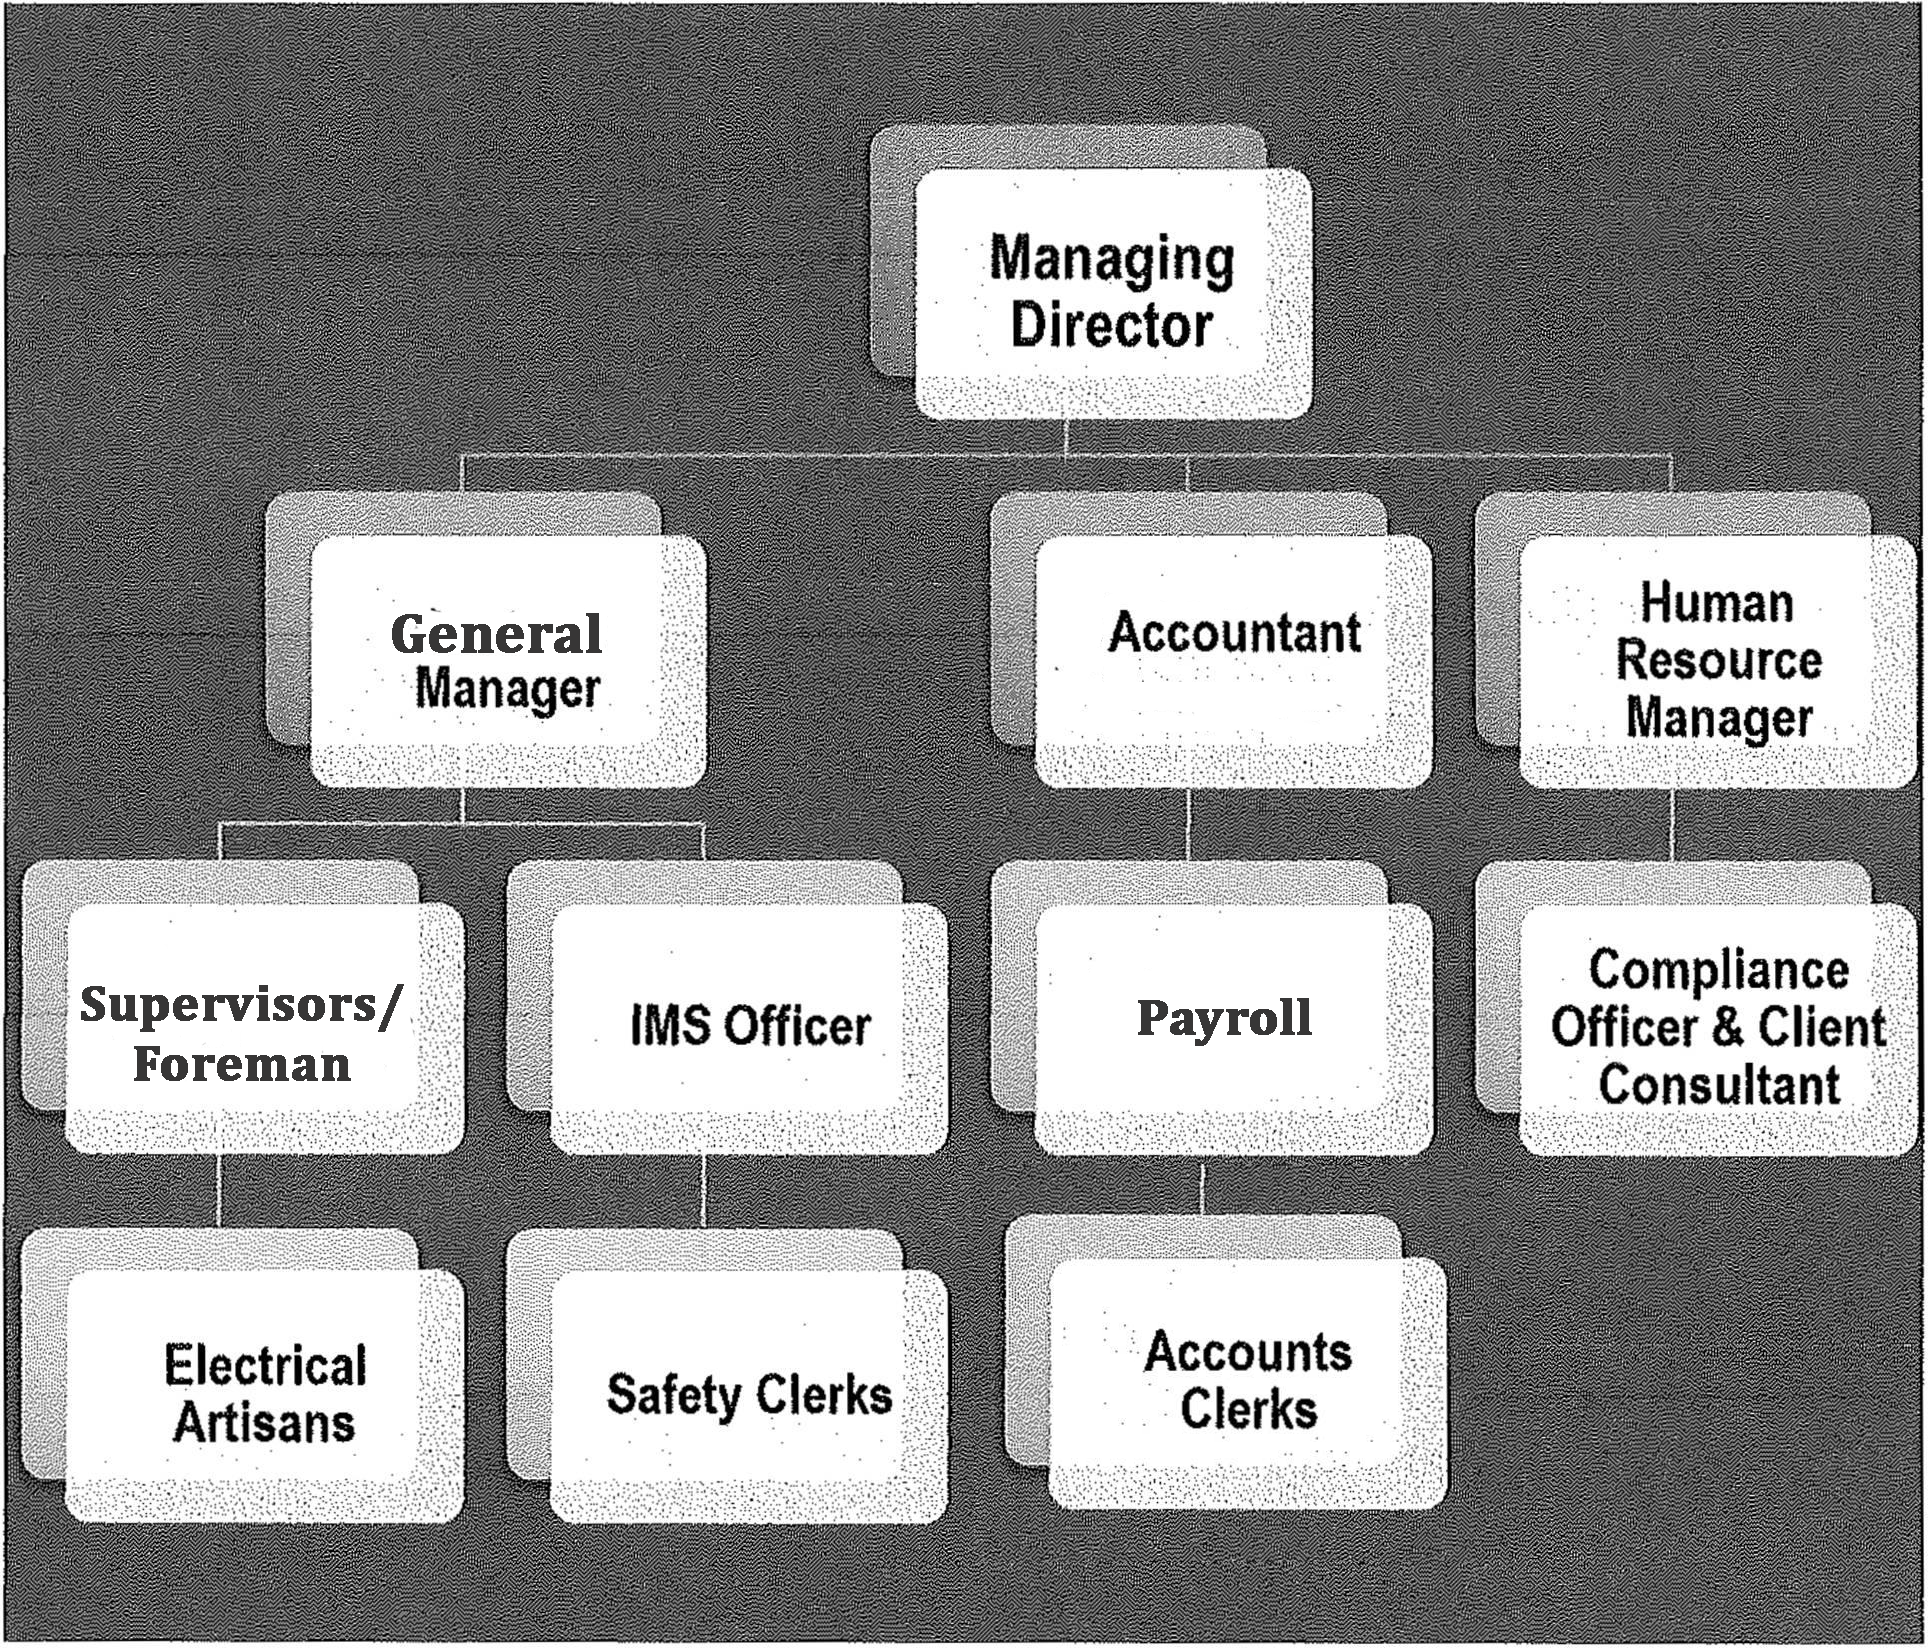 Managing
Director
General
Manager
Accountant
Human
Resource
Manager
Supervisors/
Foreman
IMS Officer
Payroll
Compliance
Officer & Client
Consultant
Electrical
Artisans
Safety Clerks
Accounts
Clerks